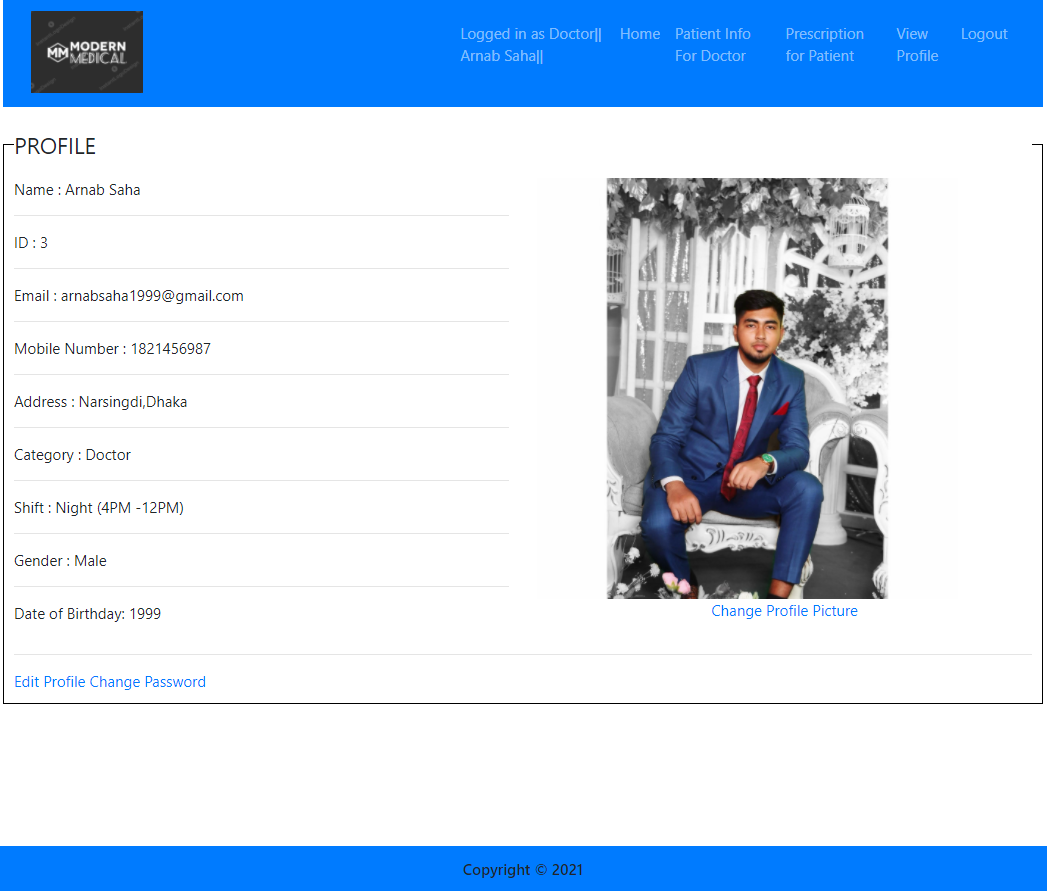 MM MODERN
MEDICAL
Logged in as Doctor||
Arnab Saha||
Home
Patient Info
For Doctor
Prescription
for Patient
View
Profile
Logout
PROFILE
Name : Arnab Saha
ID : 3
Email : arnabsaha1999@gmail.com
Mobile Number : 1821456987
Address : Narsingdi,Dhaka
Category : Doctor
Shift : Night (4PM -12PM)
Gender : Male
Date of Birthday: 1999
Change Profile Picture
Edit Profile Change Password
Copyright © 2021